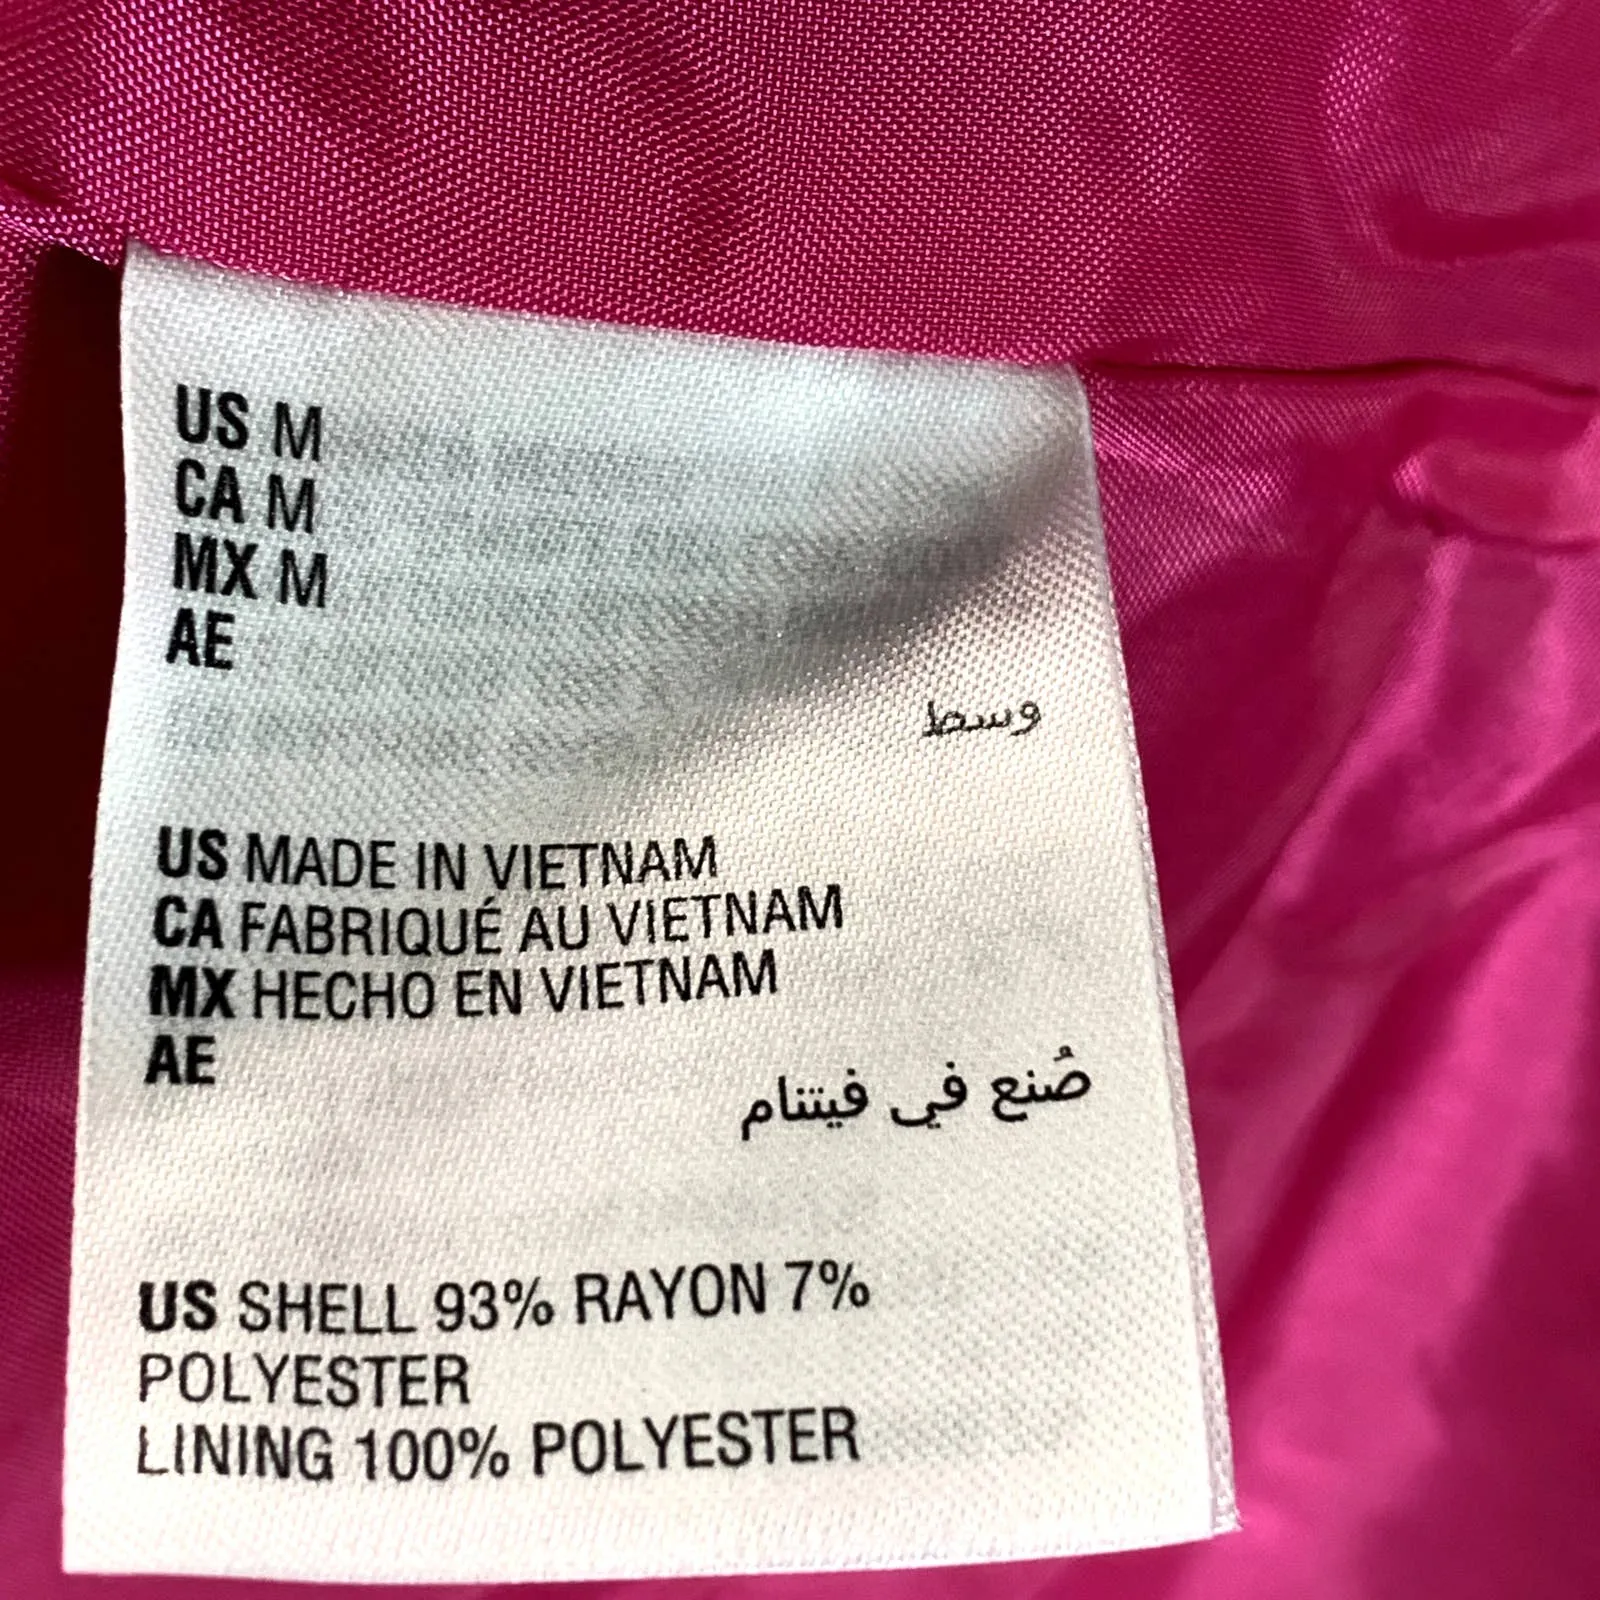 US M
CA M
MX M
AE
وسط
US MADE IN VIETNAM
CA FABRIQUÉ AU VIETNAM
MX HECHO EN VIETNAM
AE
صُنع في فيتنام
US SHELL 93% RAYON 7%
POLYESTER
LINING 100% POLYESTER